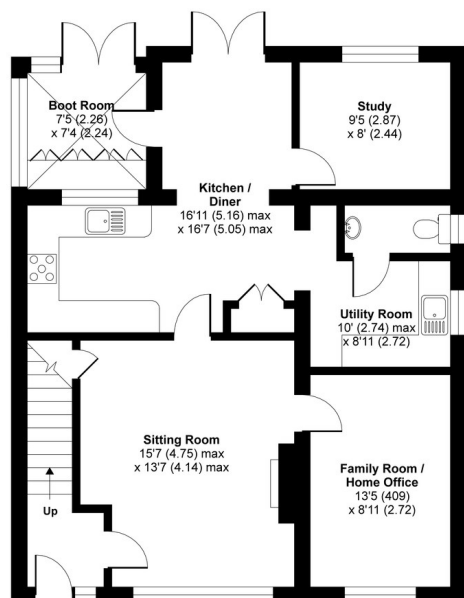 Boot Room
7'5 (2.26)
x 7'4 (2.24)
Study
9'5 (2.87)
x 8' (2.44)
Kitchen /
Diner
16'11 (5.16) max
x 16'7 (5.05) max
Utility Room
10' (2.74) max
x 8'11 (2.72)
Sitting Room
15'7 (4.75) max
x 13'7 (4.14) max
Family Room /
Home Office
13'5 (409)
x 8'11 (2.72)
Up